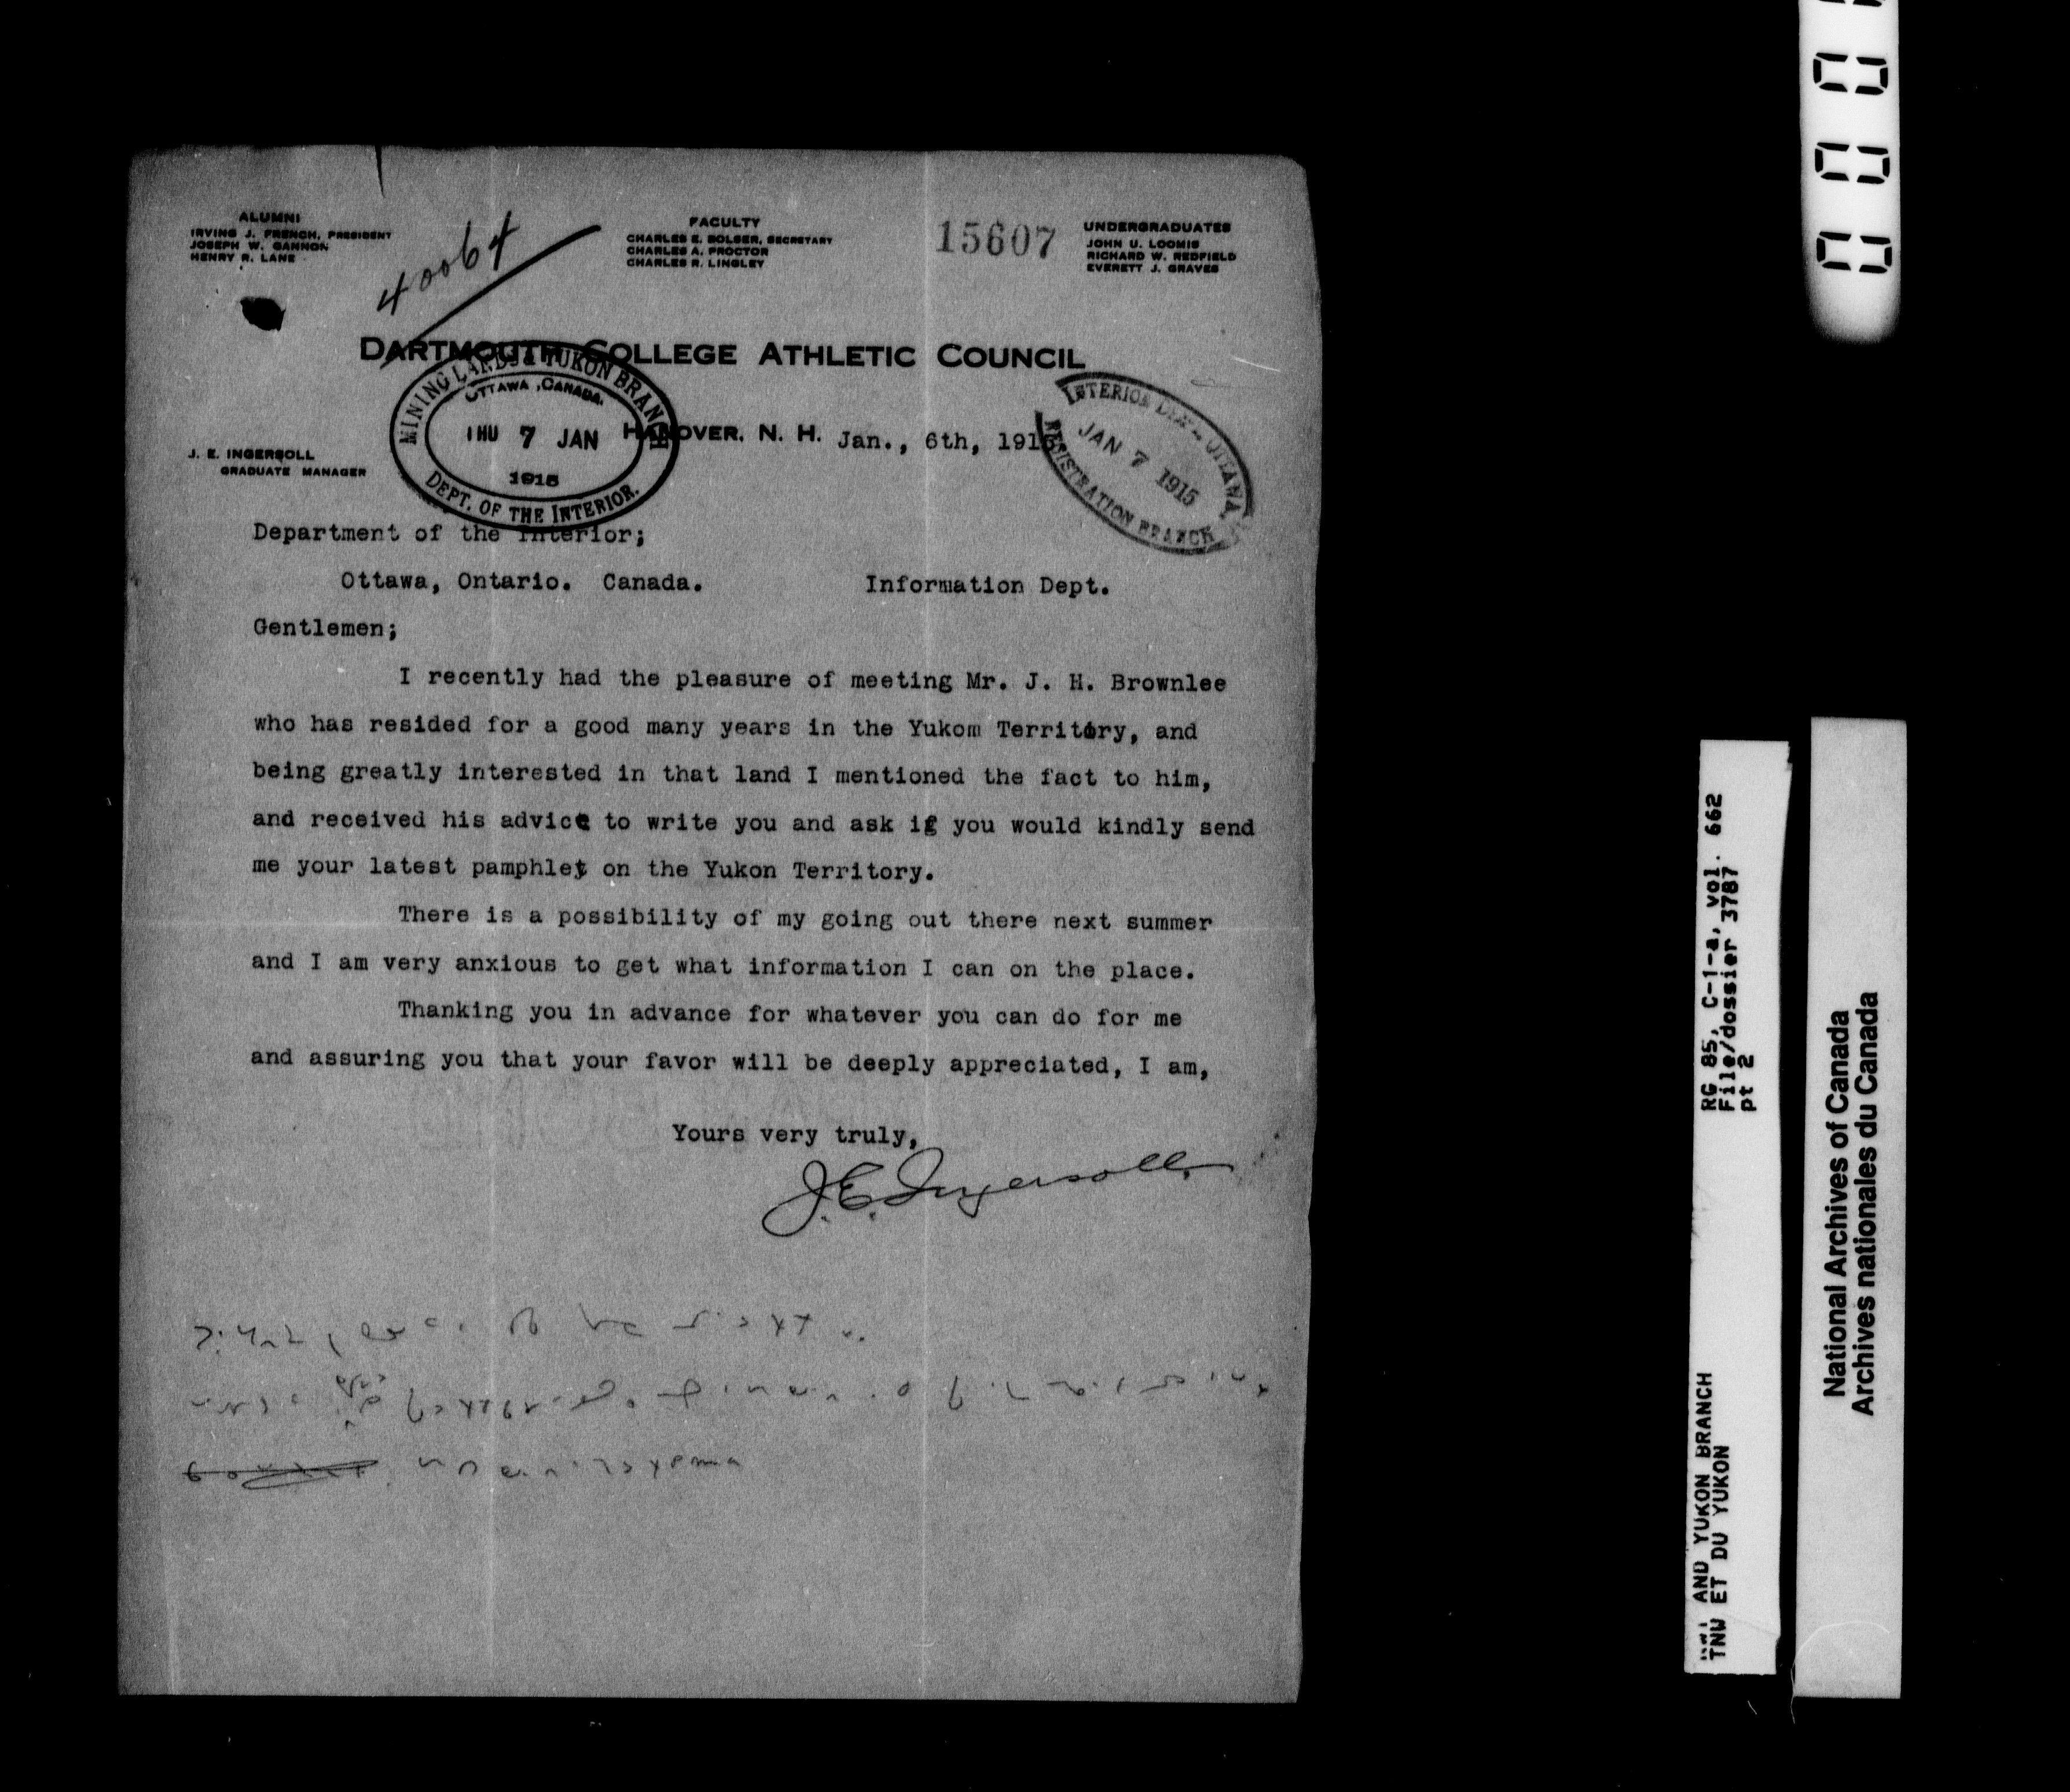 ALUMNI
IRVING J. FRENCH, PRESIDENT
JOSEPH W. GANNON
HENRY R. LANE
40064
FACULTY
CHARLES E. BOLSER, SECRETARY
CHARLES A. PROCTOR
CHARLES R. LINGLEY
15607
UNDERGRADUATES
JOHN U. LOOMIS
RICHARD W. REDFIELD
EVERETT J. GRAVES
DARTMOUTH COLLEGE ATHLETIC COUNCIL
MINING LANDS & YUKON BRANCH
OTTAWA, CANADA.
THU 7 JAN
1915
DEPT. OF THE INTERIOR.
INTERIOR DEPT. OTTAWA
JAN 7 1915
REGISTRATION BRANCH
HANOVER, N. H. Jan., 6th, 1915
J. E. INGERSOLL
GRADUATE MANAGER
Department of the Interior;
Ottawa, Ontario. Canada. Information Dept.
Gentlemen;
I recently had the pleasure of meeting Mr. J. H. Brownlee
who has resided for a good many years in the Yukom Territory, and
being greatly interested in that land I mentioned the fact to him,
and received his advice to write you and ask if you would kindly send
me your latest pamphlet on the Yukon Territory.
There is a possibility of my going out there next summer
and I am very anxious to get what information I can on the place.
Thanking you in advance for whatever you can do for me
and assuring you that your favor will be deeply appreciated, I am,
Yours very truly,
J. E. Ingersoll.
RG 85, C-1-a, vol. 662
File/dossier 3787
pt 2
AND YUKON BRANCH
TNW ET DU YUKON
National Archives of Canada
Archives nationales du Canada